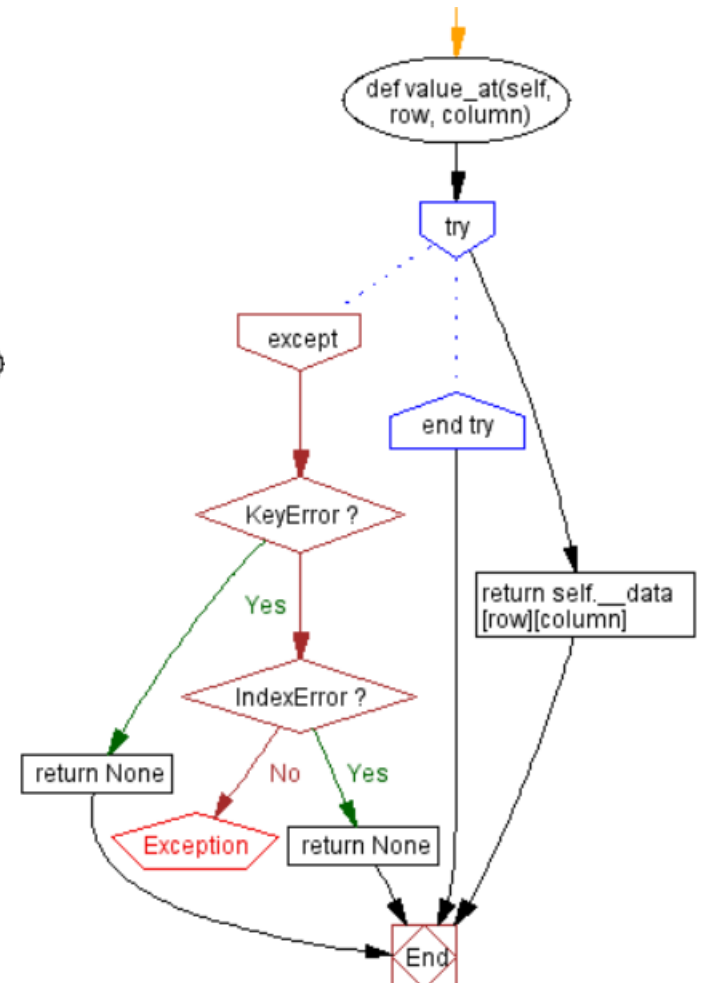 def value_at(self,
row, column)
try
except
end try
KeyError ?
return self.__data
[row][column]
Yes
IndexError ?
return None
No
Yes
Exception
return None
End